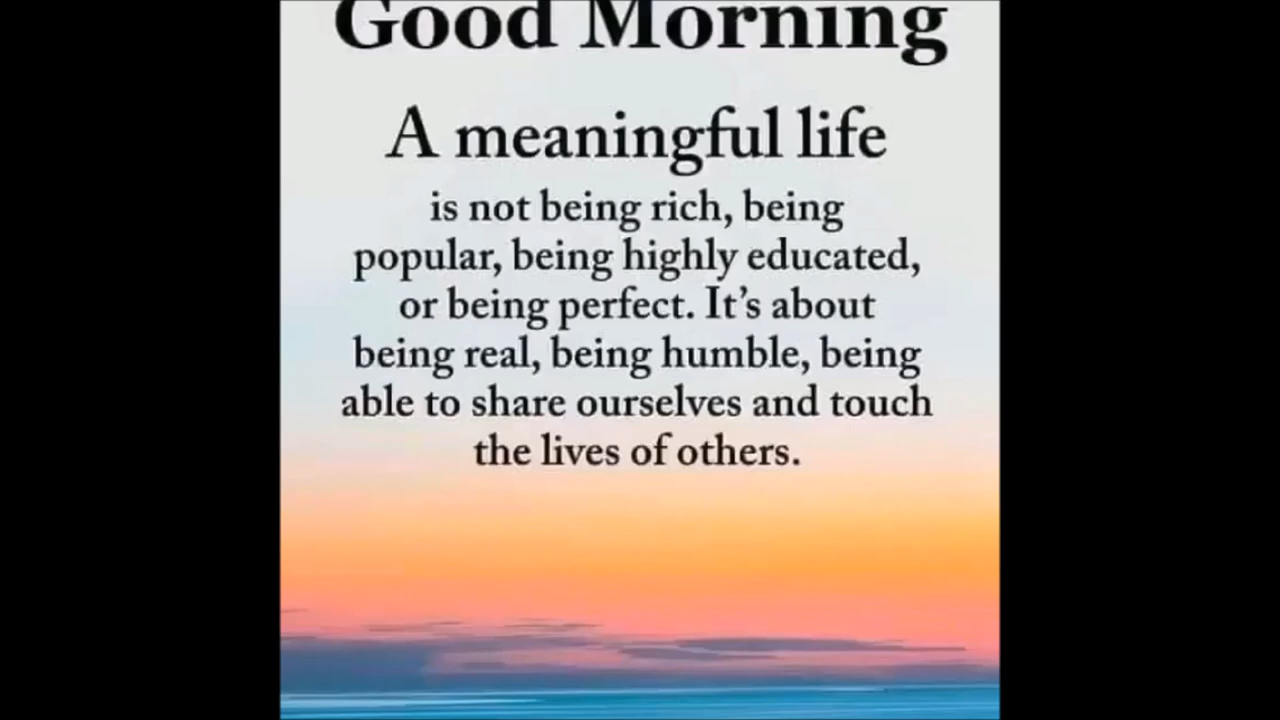 Good Morning
A meaningful life
is not being rich, being
popular, being highly educated,
or being perfect. It’s about
being real, being humble, being
able to share ourselves and touch
the lives of others.